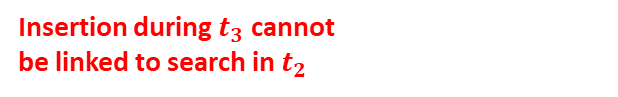 Insertion during t₃ cannot
be linked to search in t₂